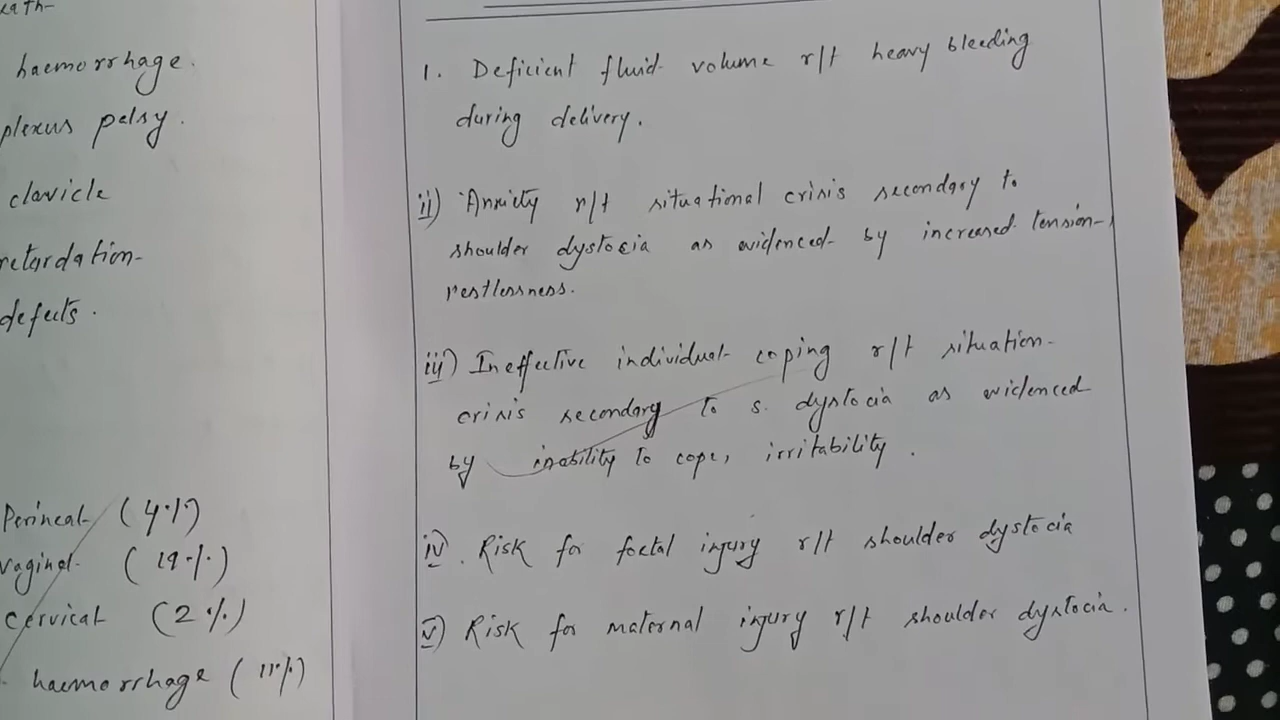 haemorrhage.
plexus palsy.
clavicle
retardation-
defects.
Perineal (4%)
vaginal (19%)
cervical (2%)
haemorrhage (11%)
1. Deficient fluid volume r/t heavy bleeding
during delivery.
ii) Anxiety r/t situational crisis secondary to
shoulder dystocia as evidenced by increased tension,
restlessness.
iii) Ineffective individual coping r/t situation-
crisis secondary to s. dystocia as evidenced
by inability to cope, irritability.
iv. Risk for foetal injury r/t shoulder dystocia
v) Risk for maternal injury r/t shoulder dystocia.